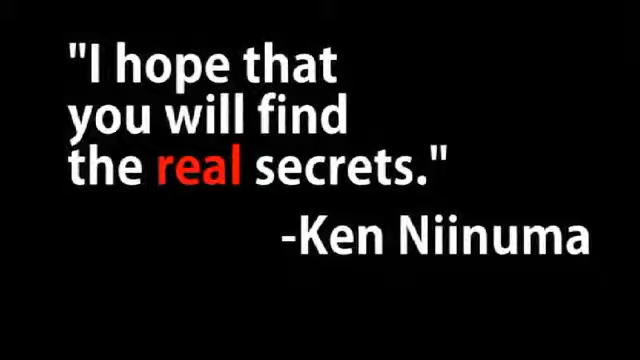 "I hope that
you will find
the real secrets."
-Ken Niinuma